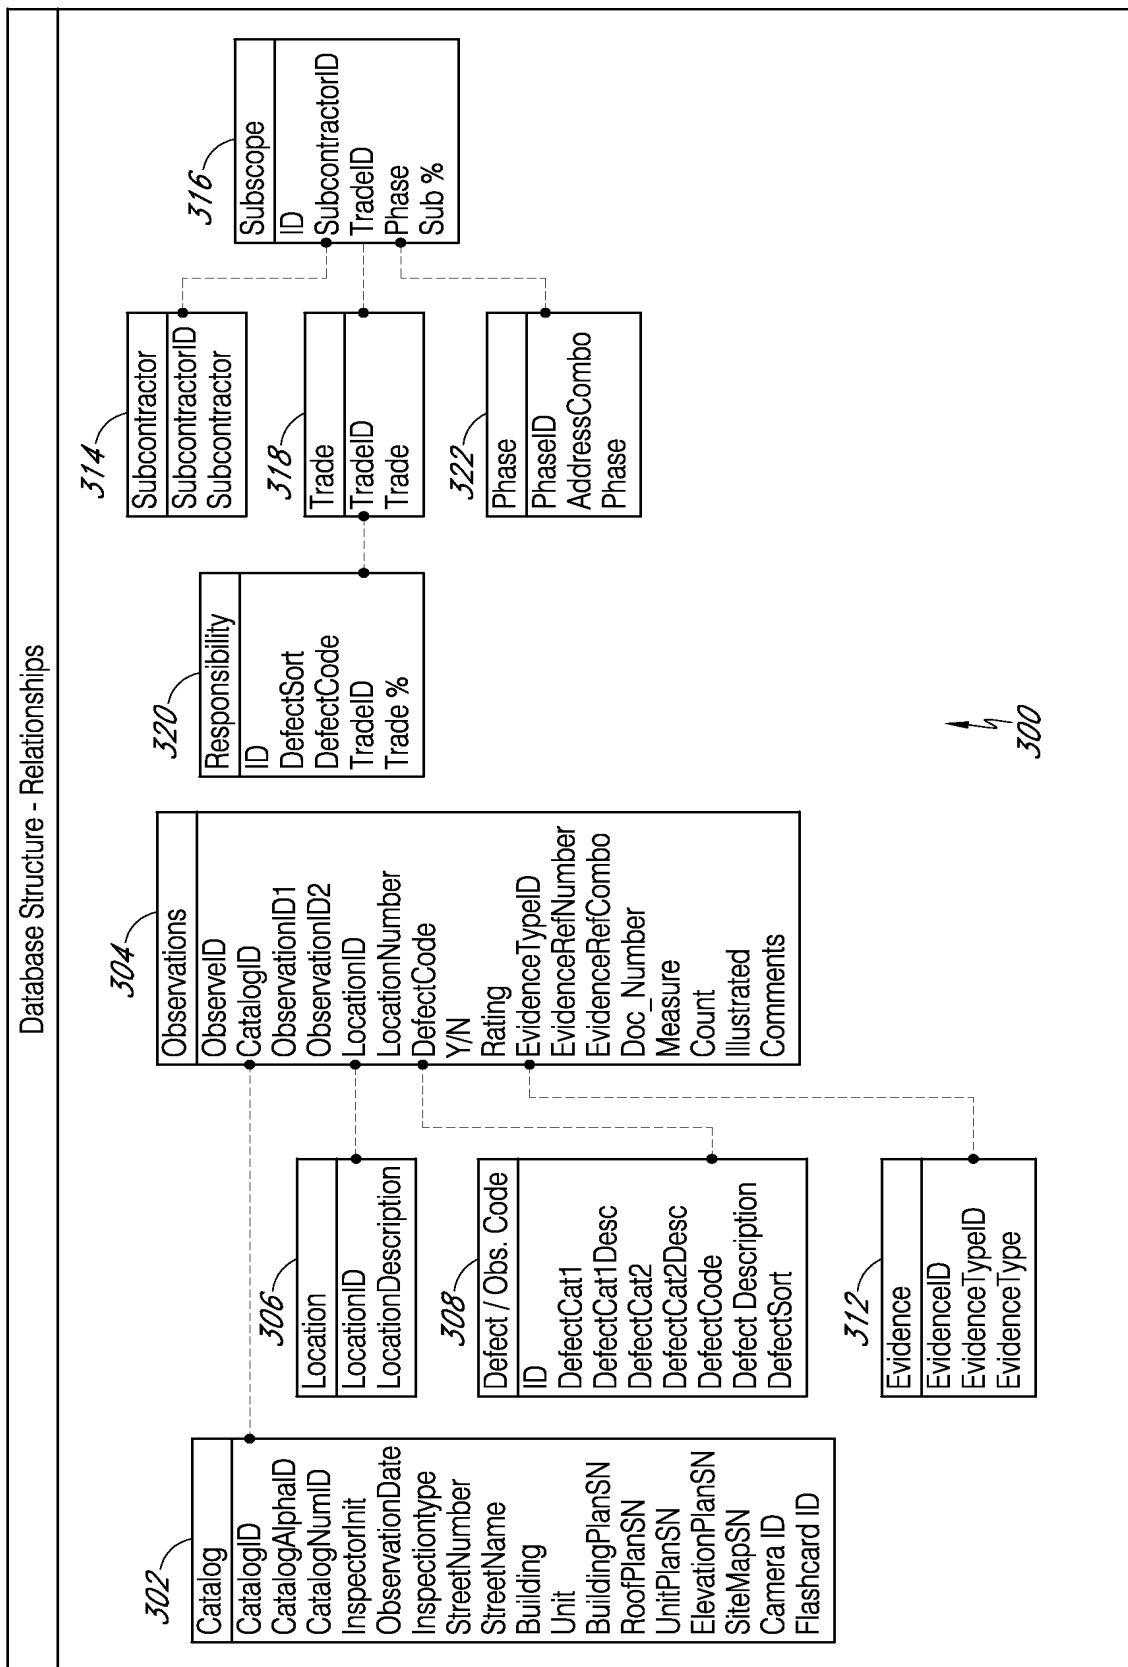 Database Structure - Relationships
302
Catalog
CatalogID
CatalogAlphaID
CatalogNumID
InspectorInit
ObservationDate
Inspectiontype
StreetNumber
StreetName
Building
Unit
BuildingPlanSN
RoofPlanSN
UnitPlanSN
ElevationPlanSN
SiteMapSN
Camera ID
Flashcard ID
306
Location
LocationID
LocationDescription
308
Defect / Obs. Code
ID
DefectCat1
DefectCat1Desc
DefectCat2
DefectCat2Desc
DefectCode
Defect Description
DefectSort
312
Evidence
EvidenceID
EvidenceTypeID
EvidenceType
304
Observations
ObserveID
CatalogID
ObservationID1
ObservationID2
LocationID
LocationNumber
DefectCode
Y/N
Rating
EvidenceTypeID
EvidenceRefNumber
EvidenceRefCombo
Doc_Number
Measure
Count
Illustrated
Comments
320
Responsibility
ID
DefectSort
DefectCode
TradeID
Trade %
314
Subcontractor
SubcontractorID
Subcontractor
318
Trade
TradeID
Trade
322
Phase
PhaseID
AddressCombo
Phase
316
Subscope
ID
SubcontractorID
TradeID
Phase
Sub %
300